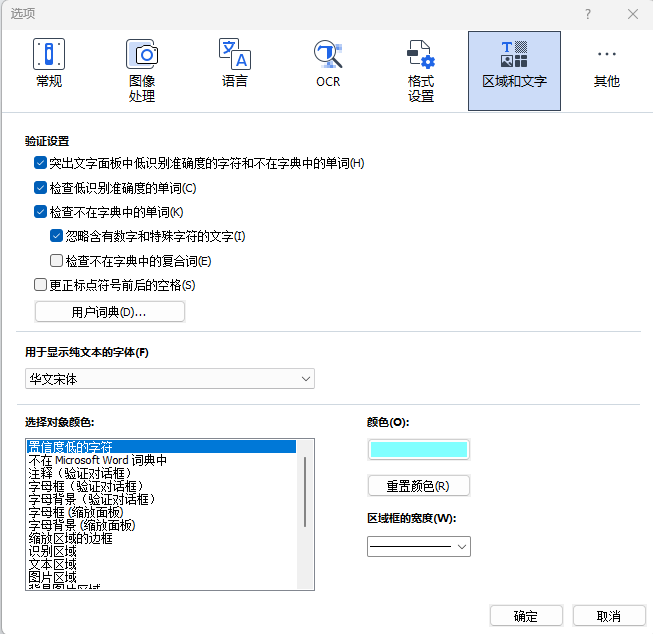 选项
?
常规
图像
处理
语言
OCR
格式
设置
区域和文字
其他
验证设置
突出文字面板中低识别准确度的字符和不在字典中的单词(H)
检查低识别准确度的单词(C)
检查不在字典中的单词(K)
忽略含有数字和特殊字符的文字(I)
检查不在字典中的复合词(E)
更正标点符号前后的空格(S)
用户词典(D)...
用于显示纯文本的字体(F)
华文宋体
选择对象颜色:
颜色(O):
置信度低的字符
不在 Microsoft Word 词典中
注释（验证对话框）
字母框（验证对话框）
字母背景（验证对话框）
字母框 (缩放面板)
字母背景 (缩放面板)
缩放区域的边框
识别区域
文本区域
图片区域
背景图片区域
重置颜色(R)
区域框的宽度(W):
确定
取消